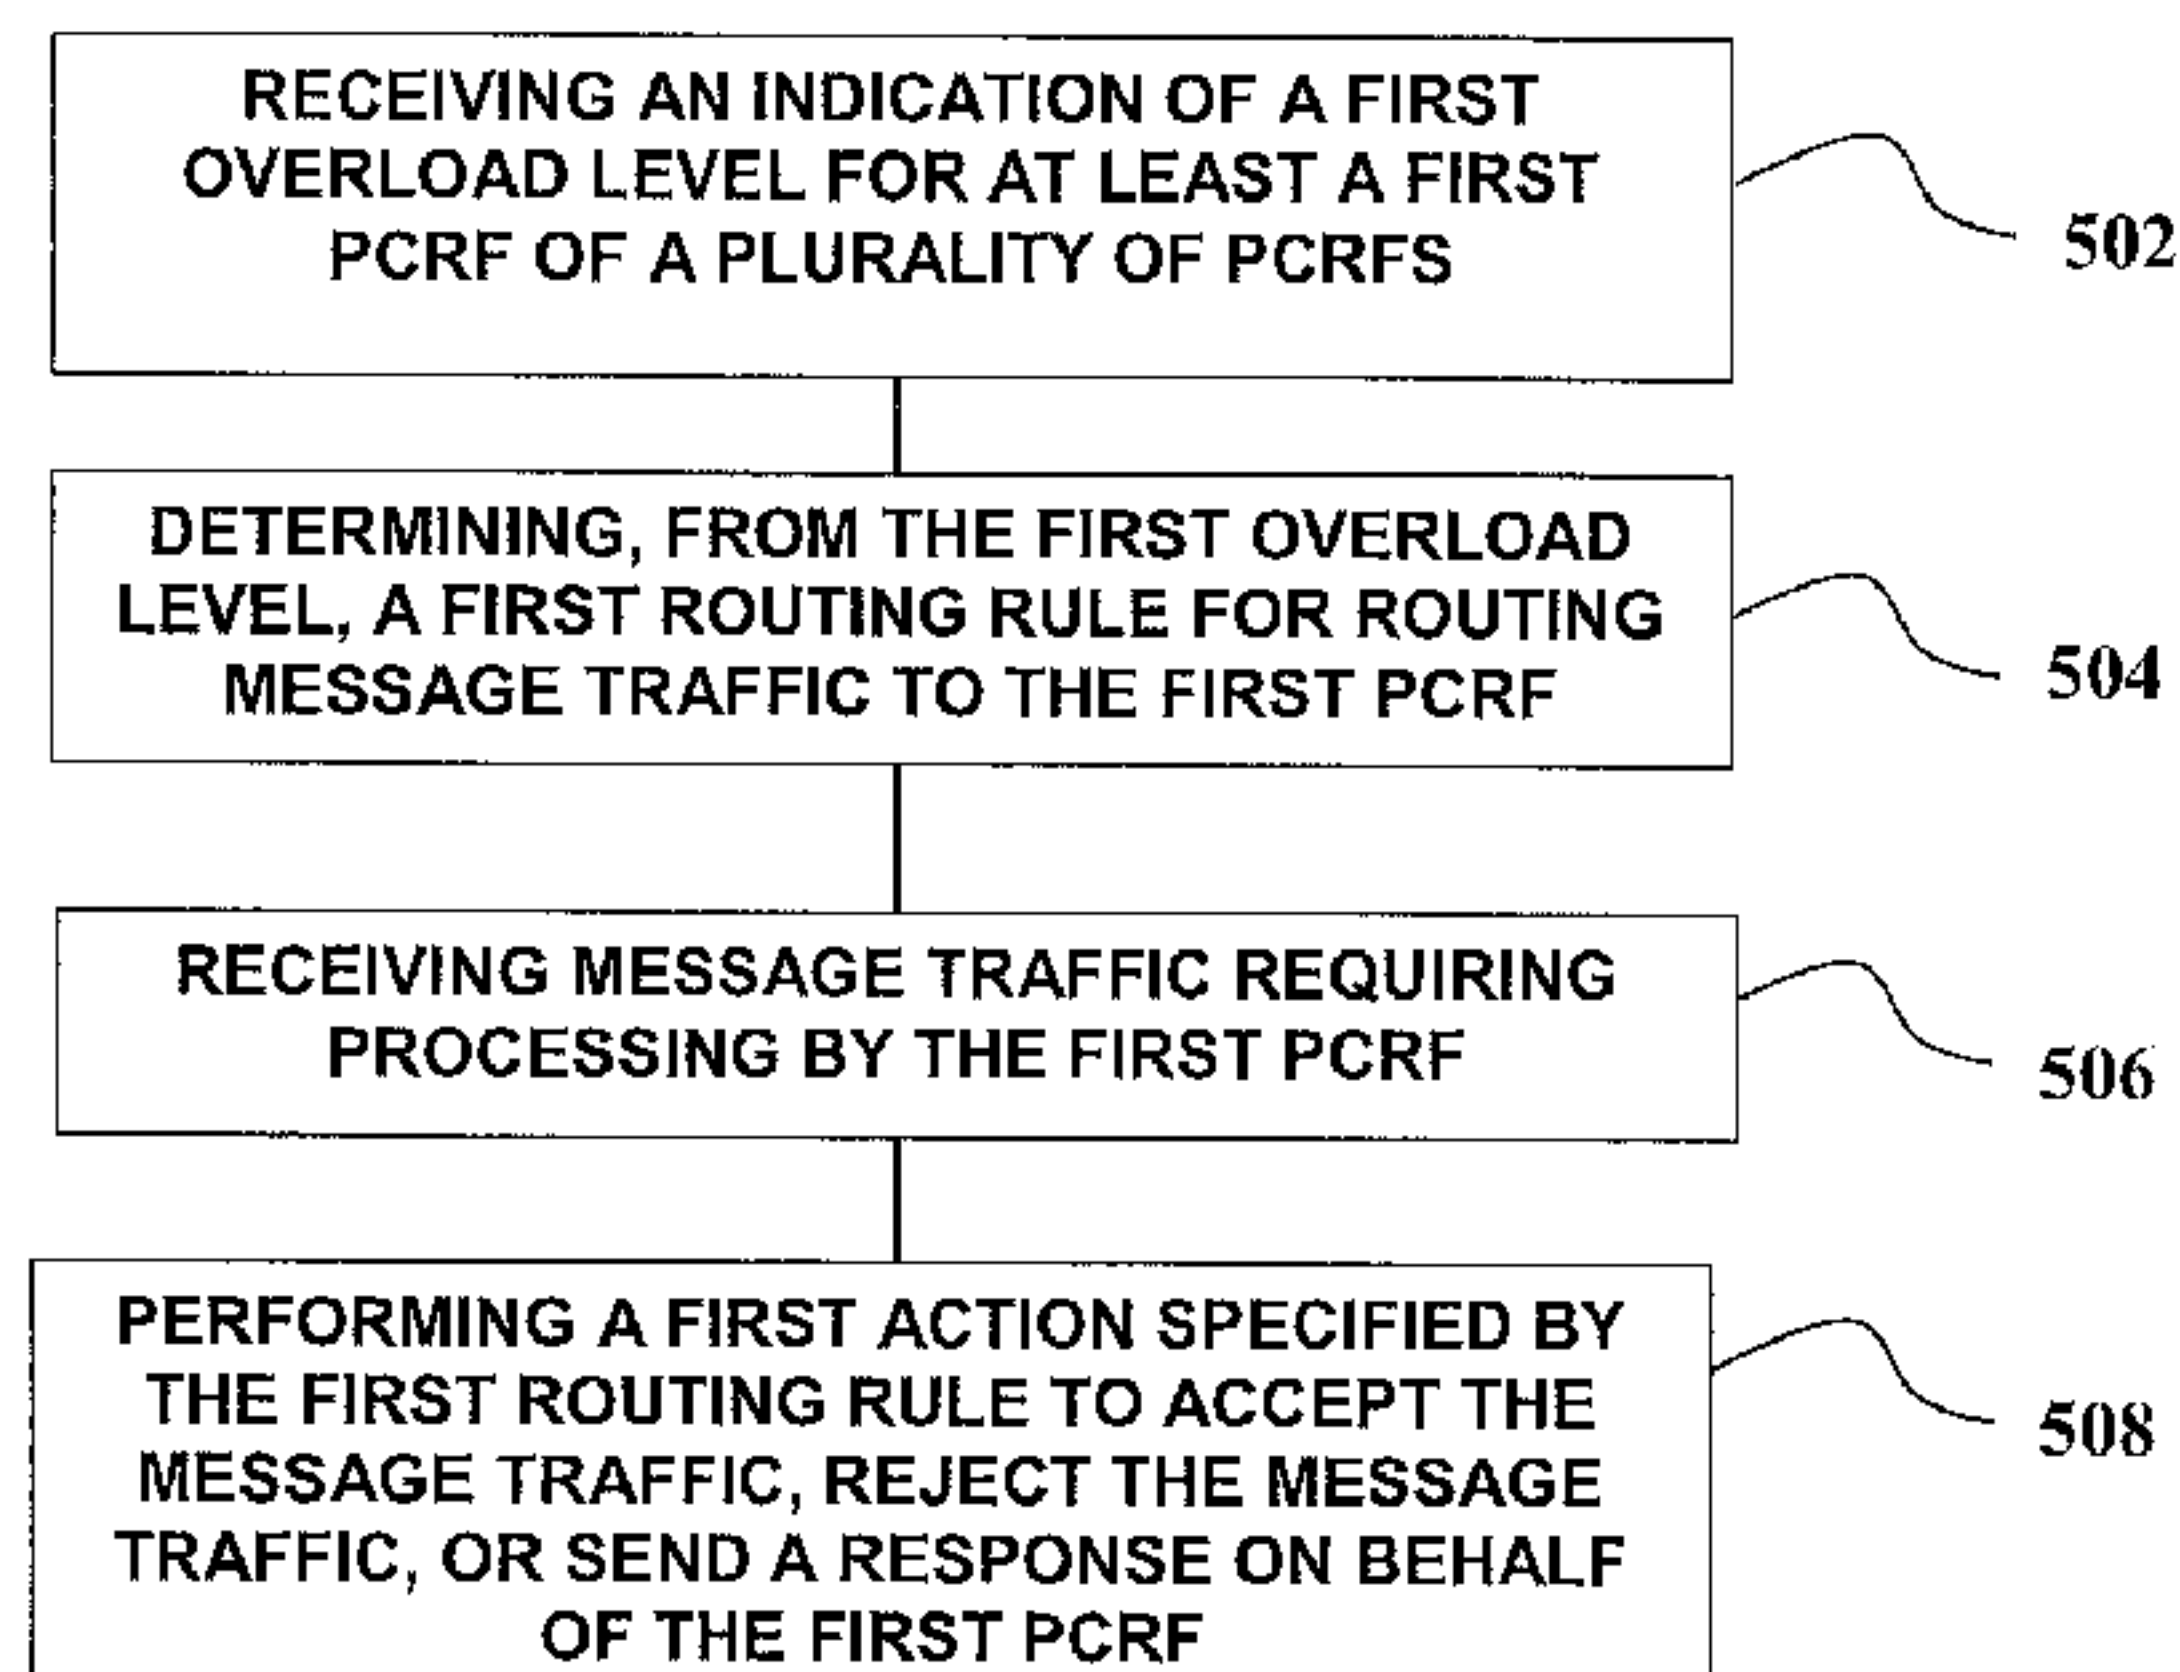 RECEIVING AN INDICATION OF A FIRST
OVERLOAD LEVEL FOR AT LEAST A FIRST
PCRF OF A PLURALITY OF PCRFS
502
DETERMINING, FROM THE FIRST OVERLOAD
LEVEL, A FIRST ROUTING RULE FOR ROUTING
MESSAGE TRAFFIC TO THE FIRST PCRF
504
RECEIVING MESSAGE TRAFFIC REQUIRING
PROCESSING BY THE FIRST PCRF
506
PERFORMING A FIRST ACTION SPECIFIED BY
THE FIRST ROUTING RULE TO ACCEPT THE
MESSAGE TRAFFIC, REJECT THE MESSAGE
TRAFFIC, OR SEND A RESPONSE ON BEHALF
OF THE FIRST PCRF
508